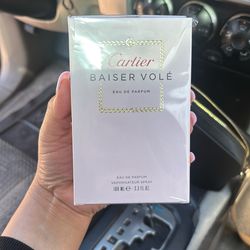 Cartier
BAISER VOLÉ
EAU DE PARFUM
EAU DE PARFUM
VAPORISATEUR SPRAY
100 ML ℮ 3.3 FL.OZ.